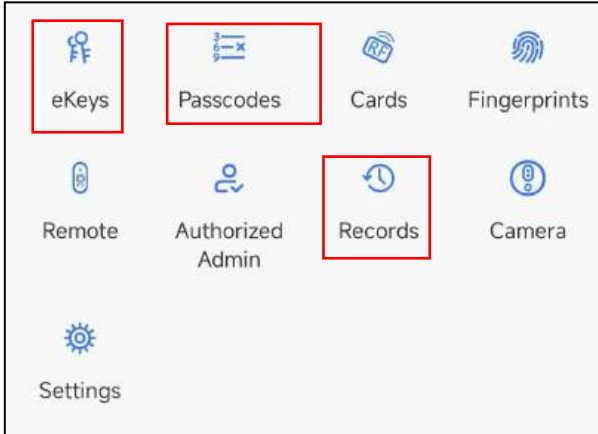 eKeys
Passcodes
Cards
Fingerprints
Remote
Authorized
Admin
Records
Camera
Settings